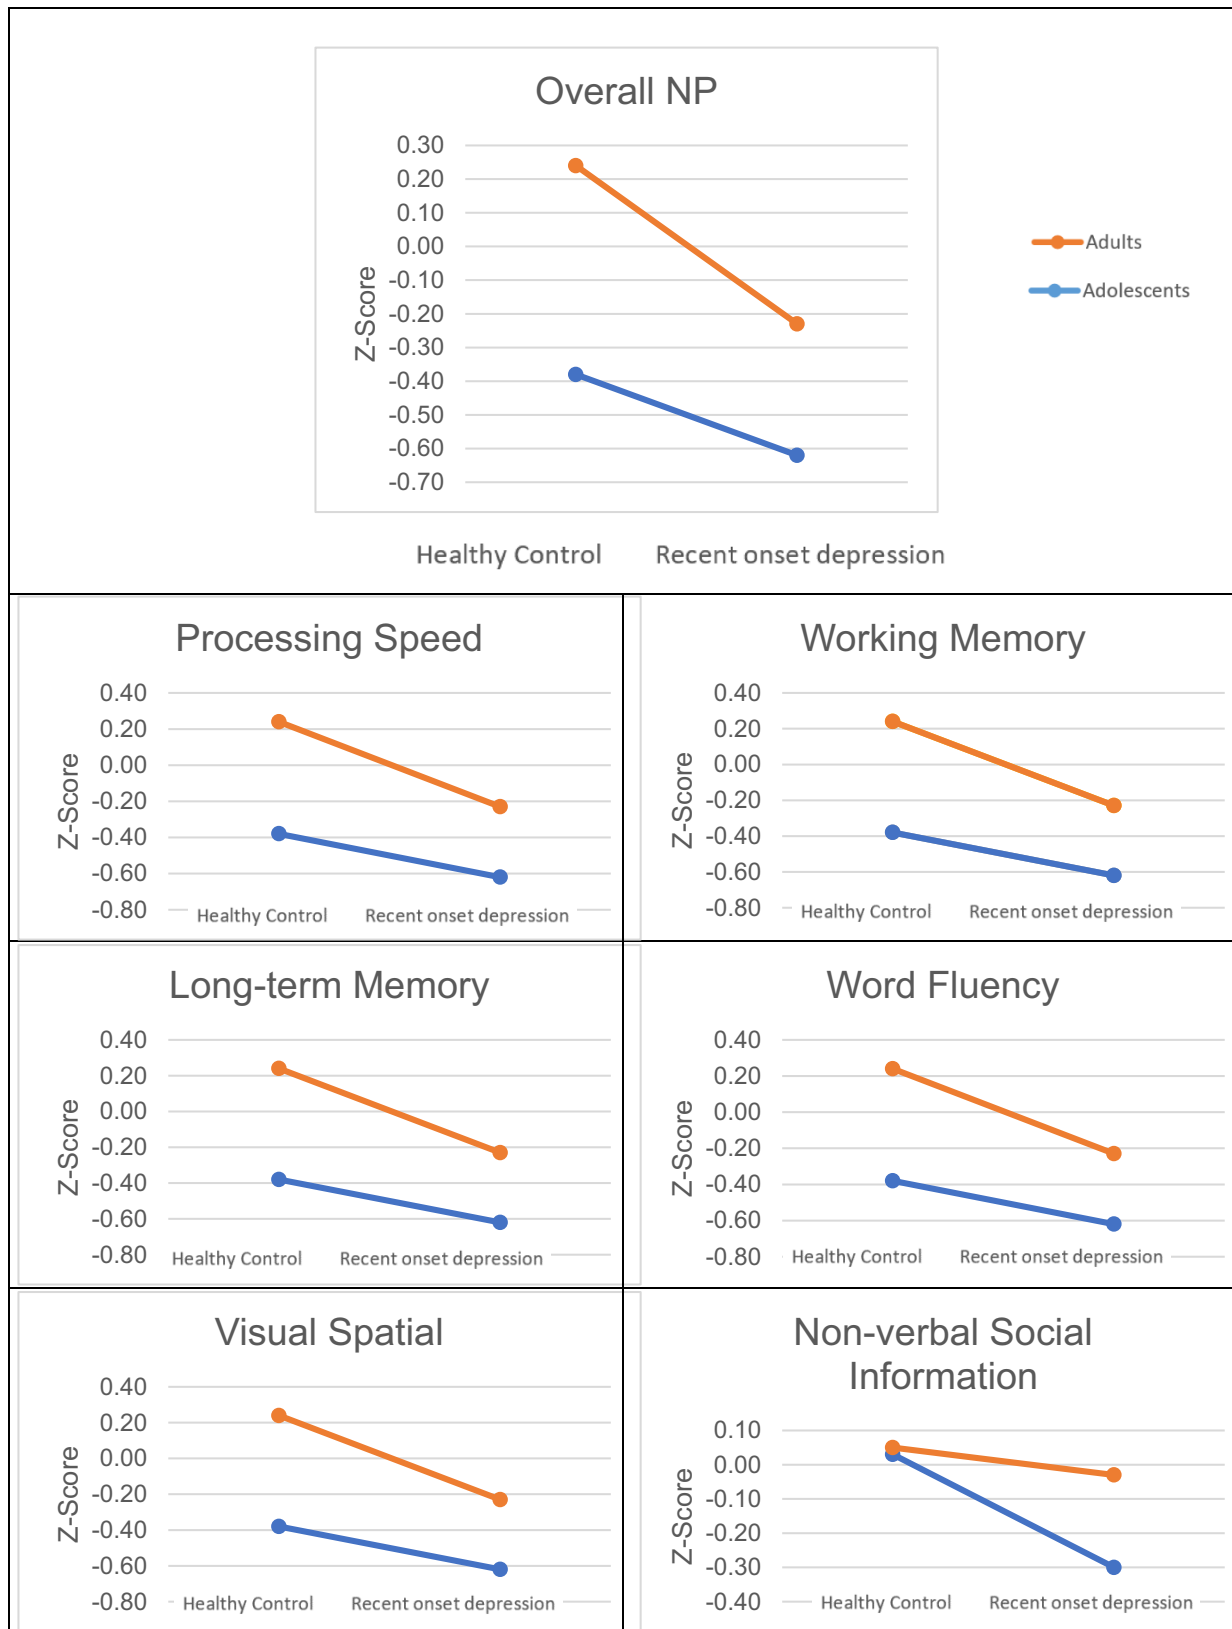 Overall NP
0.30
0.20
0.10
0.00
-0.10
-0.20
-0.30
-0.40
-0.50
-0.60
-0.70
Z-Score
Adults
Adolescents
Healthy Control Recent onset depression
Processing Speed
0.40
0.20
0.00
-0.20
-0.40
-0.60
-0.80
Z-Score
Healthy Control Recent onset depression
Working Memory
0.40
0.20
0.00
-0.20
-0.40
-0.60
-0.80
Z-Score
Healthy Control Recent onset depression
Long-term Memory
0.40
0.20
0.00
-0.20
-0.40
-0.60
-0.80
Z-Score
Healthy Control Recent onset depression
Word Fluency
0.40
0.20
0.00
-0.20
-0.40
-0.60
-0.80
Z-Score
Healthy Control Recent onset depression
Visual Spatial
0.40
0.20
0.00
-0.20
-0.40
-0.60
-0.80
Z-Score
Healthy Control Recent onset depression
Non-verbal Social
Information
0.10
0.00
-0.10
-0.20
-0.30
-0.40
Z-Score
Healthy Control Recent onset depression